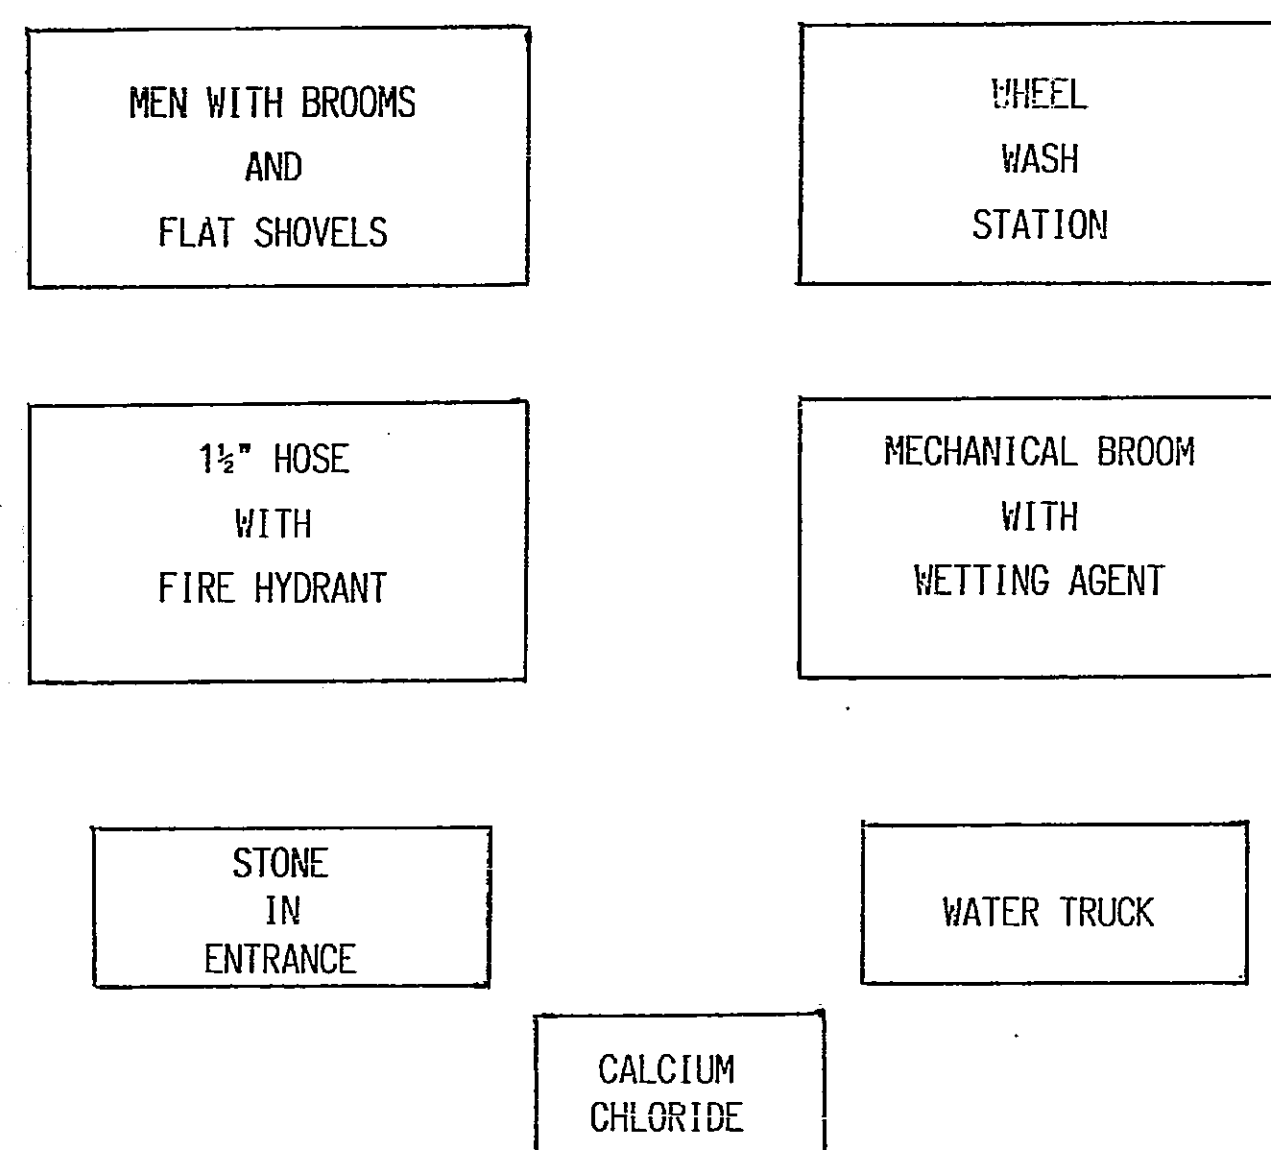 MEN WITH BROOMS
AND
FLAT SHOVELS
WHEEL
WASH
STATION
1½" HOSE
WITH
FIRE HYDRANT
MECHANICAL BROOM
WITH
WETTING AGENT
STONE
IN
ENTRANCE
WATER TRUCK
CALCIUM
CHLORIDE